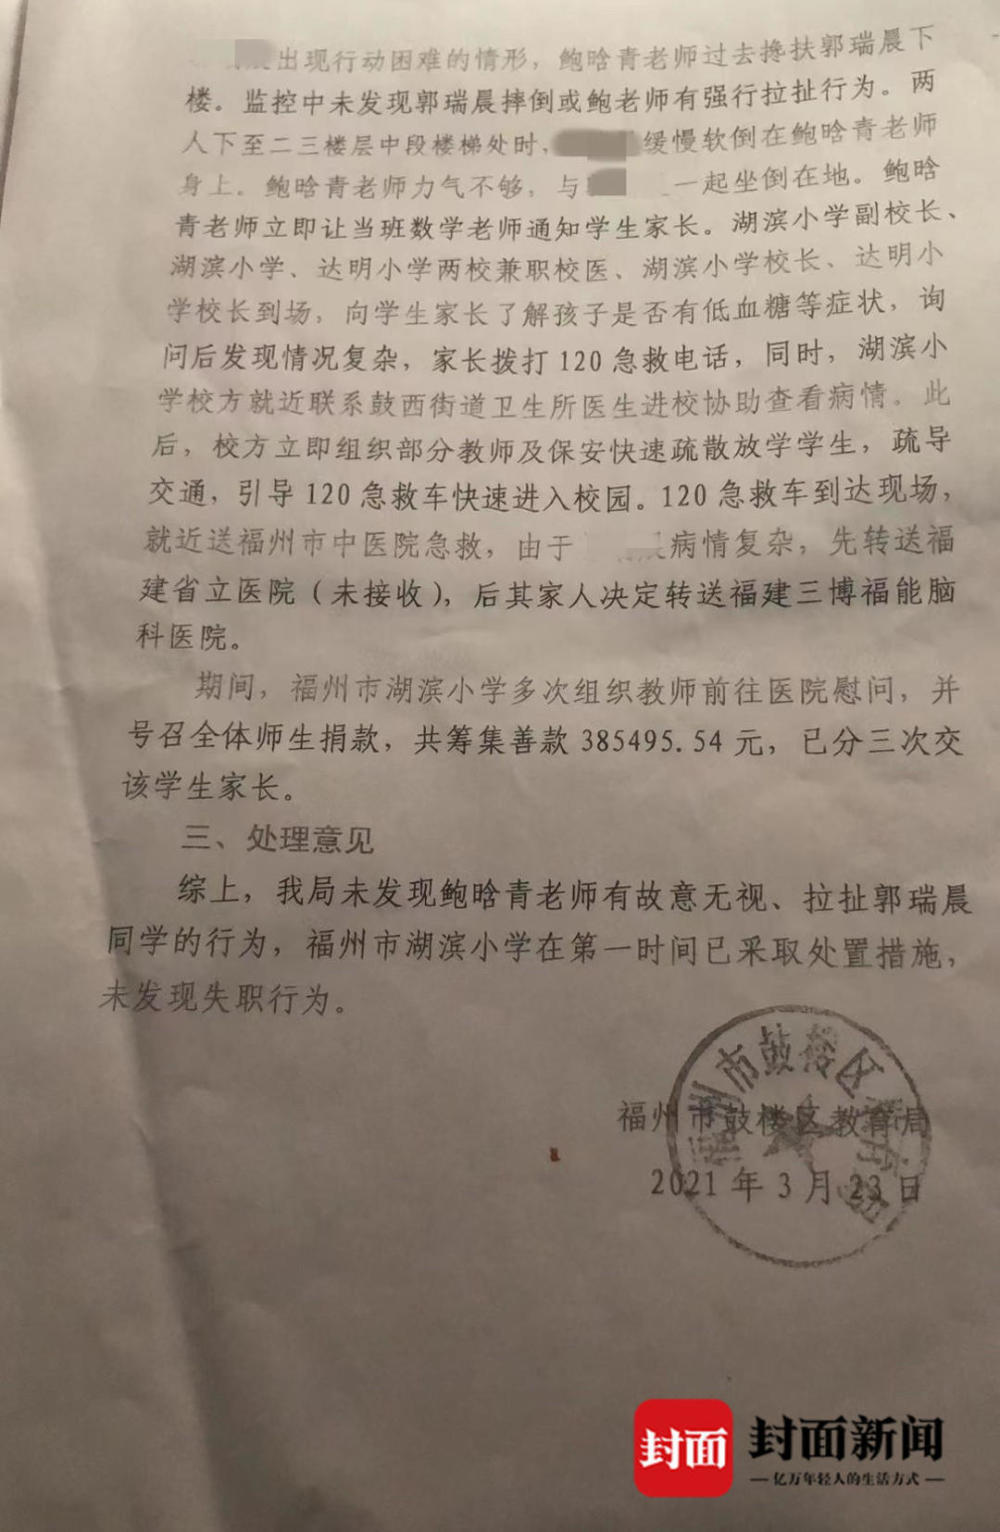 出现行动困难的情形，鲍晗青老师过去搀扶郭瑞晨下
楼。监控中未发现郭瑞晨摔倒或鲍老师有强行拉扯行为。两
人下至二三楼层中段楼梯处时，缓慢软倒在鲍晗青老师
身上。鲍晗青老师力气不够，与一起坐倒在地。鲍晗
青老师立即让当班数学老师通知学生家长。湖滨小学副校长、
湖滨小学、达明小学两校兼职校医、湖滨小学校长、达明小
学校长到场，向学生家长了解孩子是否有低血糖等症状，询
问后发现情况复杂，家长拨打120急救电话，同时，湖滨小
学校方就近联系鼓西街道卫生所医生进校协助查看病情。此
后，校方立即组织部分教师及保安快速疏散放学学生，疏导
交通，引导120急救车快速进入校园。120急救车到达现场，
就近送福州市中医院急救，由于病情复杂，先转送福
建省立医院（未接收），后其家人决定转送福建三博福能脑
科医院。
期间，福州市湖滨小学多次组织教师前往医院慰问，并
号召全体师生捐款，共筹集善款385495.54元，已分三次交
该学生家长。
三、处理意见
综上，我局未发现鲍晗青老师有故意无视、拉扯郭瑞晨
同学的行为，福州市湖滨小学在第一时间已采取处置措施，
未发现失职行为。
福州市鼓楼区教育局
2021年3月23日
福州市鼓楼区教育局
封面
封面新闻
亿万年轻人的生活方式